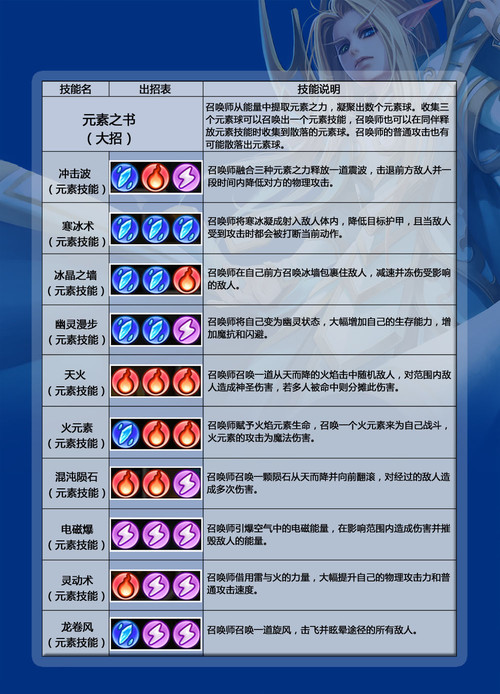 技能名 出招表 技能说明
元素之书
（大招）
召唤师从能量中提取元素之力，凝聚出数个元素球。收集三
个元素球可以召唤出一个元素技能，召唤师也可以在同伴释
放元素技能时收集到散落的元素球。召唤师的普通攻击也有
可能散落出元素球。
冲击波
（元素技能）
召唤师融合三种元素之力释放一道震波，击退前方敌人并一
段时间内降低对方的物理攻击。
寒冰术
（元素技能）
召唤师将寒冰凝成射入敌人体内，降低目标护甲，且当敌人
受到攻击时都会被打断当前动作。
冰晶之墙
（元素技能）
召唤师在自己前方召唤冰墙包裹住敌人，减速并冻伤受影响
的敌人。
幽灵漫步
（元素技能）
召唤师将自己变为幽灵状态，大幅增加自己的生存能力，增
加魔抗和闪避。
天火
（元素技能）
召唤师召唤一道从天而降的火焰击中随机敌人，对范围内敌
人造成神圣伤害，若多人被命中则分摊此伤害。
火元素
（元素技能）
召唤师赋予火焰元素生命，召唤一个火元素来为自己战斗，
火元素的攻击为魔法伤害。
混沌陨石
（元素技能）
召唤师召唤一颗陨石从天而降并向前翻滚，对经过的敌人造
成多次伤害。
电磁爆
（元素技能）
召唤师引爆空气中的电磁能量，在影响范围内造成伤害并摧
毁敌人的能量。
灵动术
（元素技能）
召唤师借用雷与火的力量，大幅提升自己的物理攻击力和普
通攻击速度。
龙卷风
（元素技能）
召唤师召唤一道旋风，击飞并眩晕途径的所有敌人。